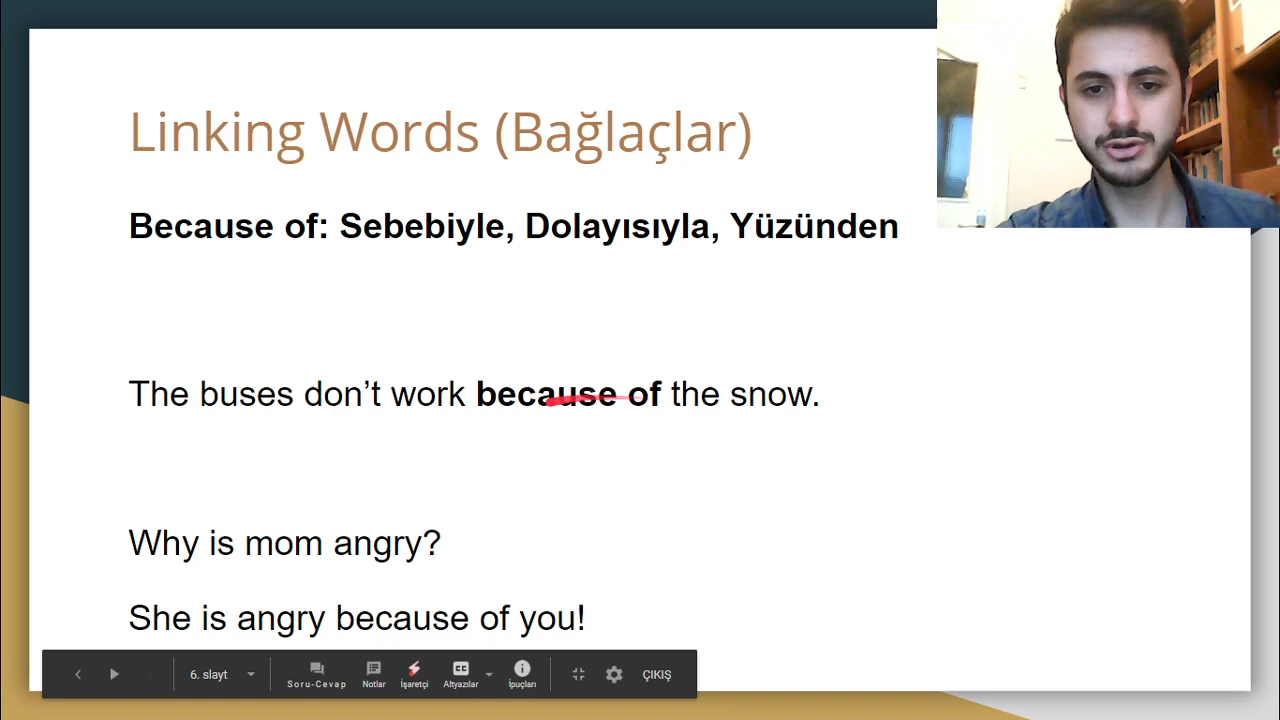 Linking Words (Bağlaçlar)
Because of: Sebebiyle, Dolayısıyla, Yüzünden
The buses don’t work because of the snow.
Why is mom angry?
She is angry because of you!
6. slayt
Soru-Cevap
Notlar
İşaretçi
Altyazılar
İpuçları
ÇIKIŞ